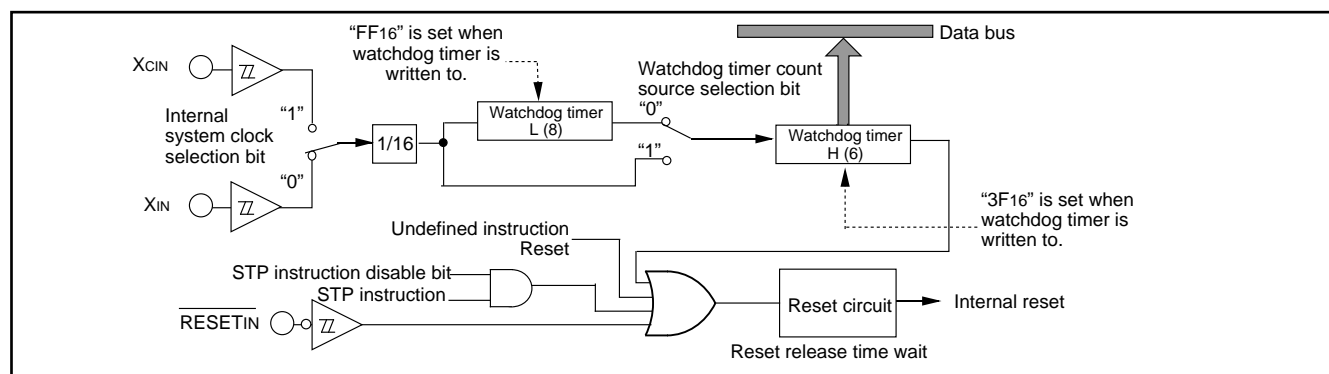 “FF16” is set when
watchdog timer is
written to.
Data bus
XCIN
Watchdog timer count
source selection bit
Internal
system clock
selection bit
“1”
“0”
1/16
Watchdog timer
L (8)
“0”
“1”
Watchdog timer
H (6)
XIN
“3F16” is set when
watchdog timer is
written to.
Undefined instruction
Reset
STP instruction disable bit
STP instruction
RESETIN
Reset circuit
Internal reset
Reset release time wait